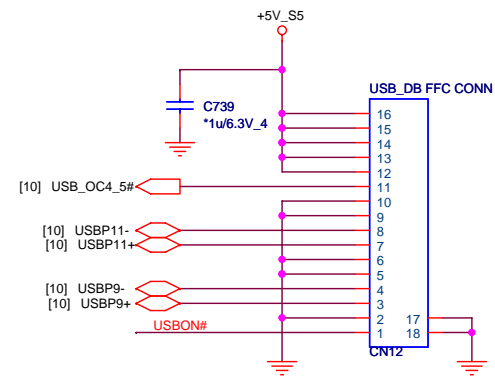 +5V_S5
USB_DB FFC CONN
C739
*1u/6.3V_4
16
15
14
13
12
[10] USB_OC4_5# 11
10
9
[10] USBP11- 8
[10] USBP11+ 7
6
5
[10] USBP9- 4
[10] USBP9+ 3
2 17
USBON# 1 18
CN12